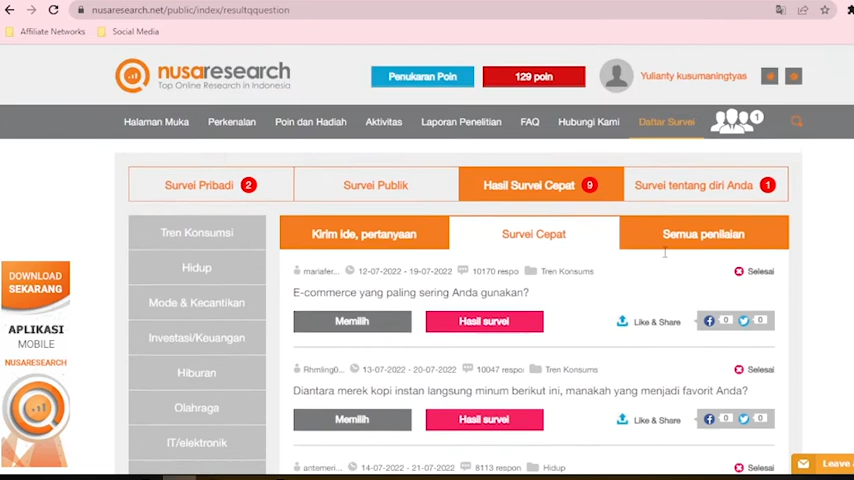 nusaresearch.net/public/index/resultqquestion
Affiliate Networks Social Media
nusaresearch
Top Online Research in Indonesia
Penukaran Poin 129 poin Yulianty kusumaningtyas
Halaman Muka Perkenalan Poin dan Hadiah Aktivitas Laporan Penelitian FAQ Hubungi Kami Daftar Survei 1
Survei Pribadi 2 Survei Publik Hasil Survei Cepat 9 Survei tentang diri Anda 1
Tren Konsumsi
Hidup
Mode & Kecantikan
Investasi/Keuangan
Hiburan
Olahraga
IT/elektronik
Kirim ide, pertanyaan Survei Cepat Semua penilaian
mariafer... 12-07-2022 - 19-07-2022 10170 respo Tren Konsums Selesai
E-commerce yang paling sering Anda gunakan?
Memilih Hasil survei Like & Share 0 0
Rhmling0... 13-07-2022 - 20-07-2022 10047 respo Tren Konsums Selesai
Diantara merek kopi instan langsung minum berikut ini, manakah yang menjadi favorit Anda?
Memilih Hasil survei Like & Share 0 0
antemeri... 14-07-2022 - 21-07-2022 8113 respon Hidup Selesai
DOWNLOAD
SEKARANG
APLIKASI
MOBILE
NUSARESEARCH
Leave